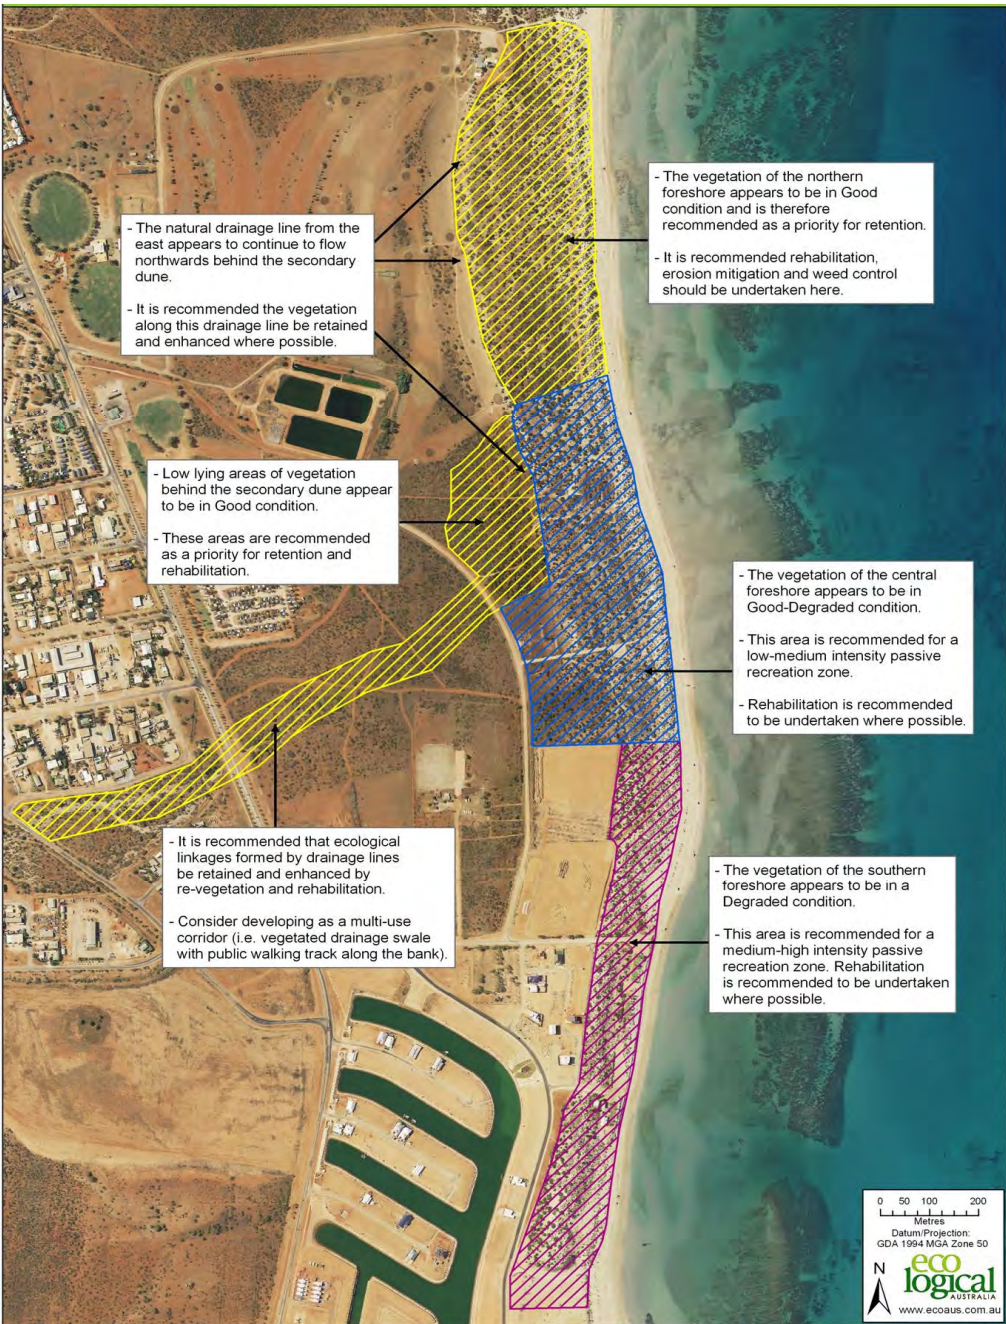 - The vegetation of the northern
foreshore appears to be in Good
condition and is therefore
recommended as a priority for retention.
- It is recommended rehabilitation,
erosion mitigation and weed control
should be undertaken here.
- The natural drainage line from the
east appears to continue to flow
northwards behind the secondary
dune.
- It is recommended the vegetation
along this drainage line be retained
and enhanced where possible.
- Low lying areas of vegetation
behind the secondary dune appear
to be in Good condition.
- These areas are recommended
as a priority for retention and
rehabilitation.
- The vegetation of the central
foreshore appears to be in
Good-Degraded condition.
- This area is recommended for a
low-medium intensity passive
recreation zone.
- Rehabilitation is recommended
to be undertaken where possible.
- It is recommended that ecological
linkages formed by drainage lines
be retained and enhanced by
re-vegetation and rehabilitation.
- Consider developing as a multi-use
corridor (i.e. vegetated drainage swale
with public walking track along the bank).
- The vegetation of the southern
foreshore appears to be in a
Degraded condition.
- This area is recommended for a
medium-high intensity passive
recreation zone. Rehabilitation
is recommended to be undertaken
where possible.
0 50 100 200
Metres
Datum/Projection:
GDA 1994 MGA Zone 50
N
eco
logical
AUSTRALIA
www.ecoaus.com.au